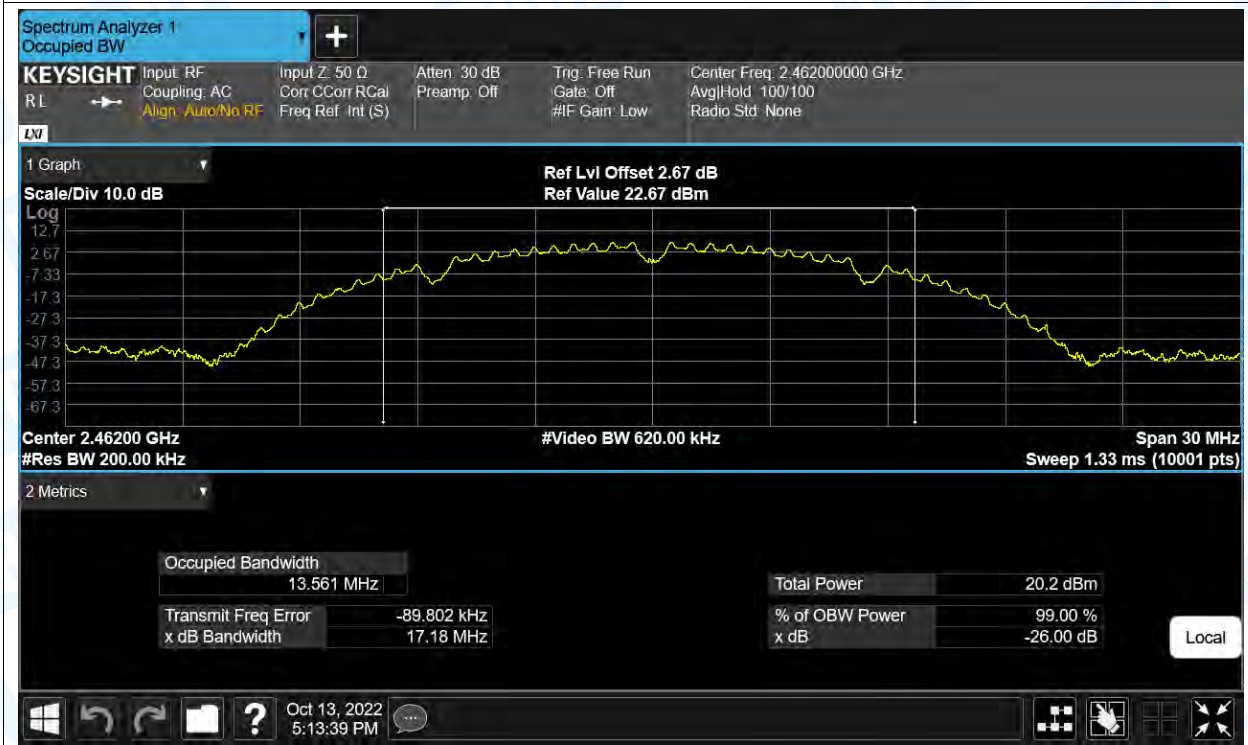 Spectrum Analyzer 1
Occupied BW
KEYSIGHT
RL
LXI
Input: RF
Coupling: AC
Align: Auto/No RF
Input Z: 50 Ω
Corr CCorr RCal
Freq Ref: Int (S)
Atten: 30 dB
Preamp: Off
Trig: Free Run
Gate: Off
#IF Gain: Low
Center Freq: 2.462000000 GHz
Avg|Hold: 100/100
Radio Std: None
1 Graph
Scale/Div 10.0 dB
Ref Lvl Offset 2.67 dB
Ref Value 22.67 dBm
Log
12.7
2.67
-7.33
-17.3
-27.3
-37.3
-47.3
-57.3
-67.3
Center 2.46200 GHz
#Video BW 620.00 kHz
Span 30 MHz
#Res BW 200.00 kHz
Sweep 1.33 ms (10001 pts)
2 Metrics
Occupied Bandwidth
13.561 MHz
Transmit Freq Error -89.802 kHz
x dB Bandwidth 17.18 MHz
Total Power 20.2 dBm
% of OBW Power 99.00 %
x dB -26.00 dB
Local
?
Oct 13, 2022
5:13:39 PM